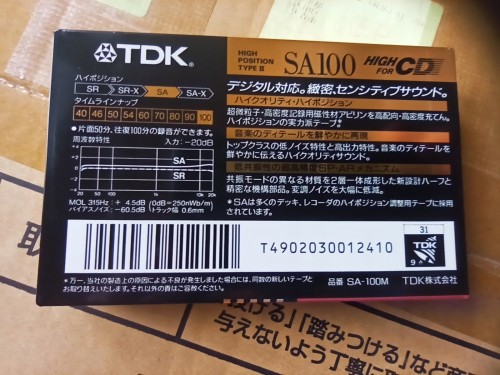 TDK
HIGH
POSITION
TYPE II
SA100
HIGH FOR CD
ハイポジション
SR SR-X SA SA-X
タイムラインナップ
40 46 50 54 60 70 80 90 100
●片面50分、往復100分の録音ができます。
周波数特性 入力:-20dB
SA
SR
MOL 315Hz:+ 4.5dB (0dB=250nWb/m)
バイアスノイズ:-60.5dB トラック幅 0.6mm
デジタル対応。緻密、センシティブサウンド。
ハイクオリティ・ハイポジション
超微粒子・高密度記録用磁性材アビリンを高配向・高密度充てん。
ハイポジションの実力派テープ。
音楽のディテールを鮮やかに再現
トップクラスの低ノイズ特性と高出力特性。音楽のディテールを
鮮やかに伝えるハイクオリサウンド。
SP-ARメカニズム
共振モードの異なる材質を2層一体成形した新設計ハーフと
精密な機構部品。変調ノイズを大幅に低減。
*SAは多くのデッキ、レコーダのハイポジション調整用テープに採用
されています。
T4902030012410
31
TDK
9
*万一、当社の製造上の原因による不良が発生しました場合には、同数の新しいテープと
お取り替えいたします。それ以外の責はご容赦ください。
品番 SA-100M TDK株式会社
取
投げる」「踏みつける」など
与えないよう丁寧に